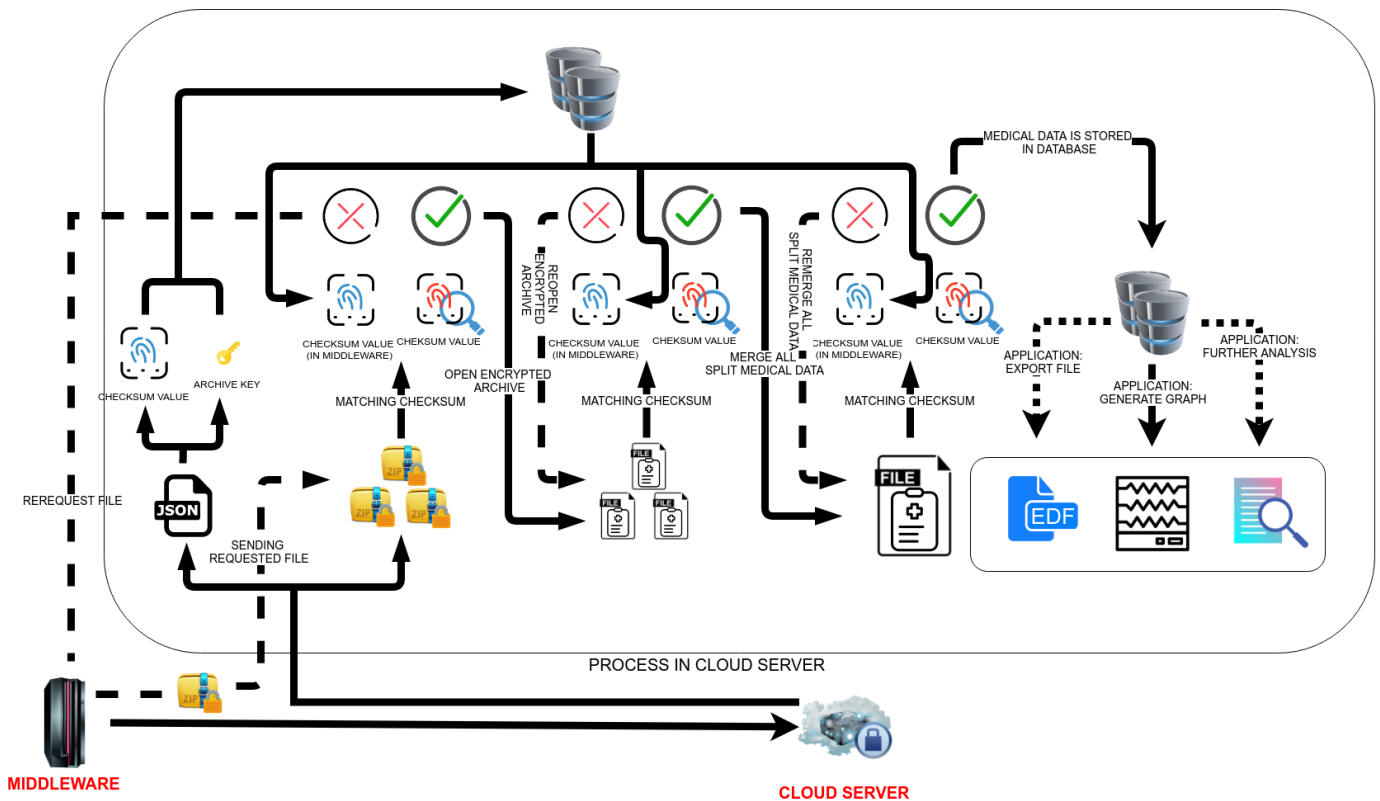 MEDICAL DATA IS STORED
IN DATABASE
REOPEN
ENCRYPTED
ARCHIVE
REMERGE ALL
SPLIT MEDICAL DATA
CHECKSUM VALUE
ARCHIVE KEY
CHECKSUM VALUE
(IN MIDDLEWARE)
CHEKSUM VALUE
CHECKSUM VALUE
(IN MIDDLEWARE)
CHEKSUM VALUE
CHECKSUM VALUE
(IN MIDDLEWARE)
CHEKSUM VALUE
OPEN ENCRYPTED
ARCHIVE
MERGE ALL
SPLIT MEDICAL DATA
APPLICATION:
EXPORT FILE
APPLICATION:
GENERATE GRAPH
APPLICATION:
FURTHER ANALYSIS
MATCHING CHECKSUM
MATCHING CHECKSUM
MATCHING CHECKSUM
REREQUEST FILE
JSON
SENDING
REQUESTED FILE
ZIP
ZIP
ZIP
FILE
FILE
FILE
FILE
EDF
PROCESS IN CLOUD SERVER
ZIP
MIDDLEWARE
CLOUD SERVER